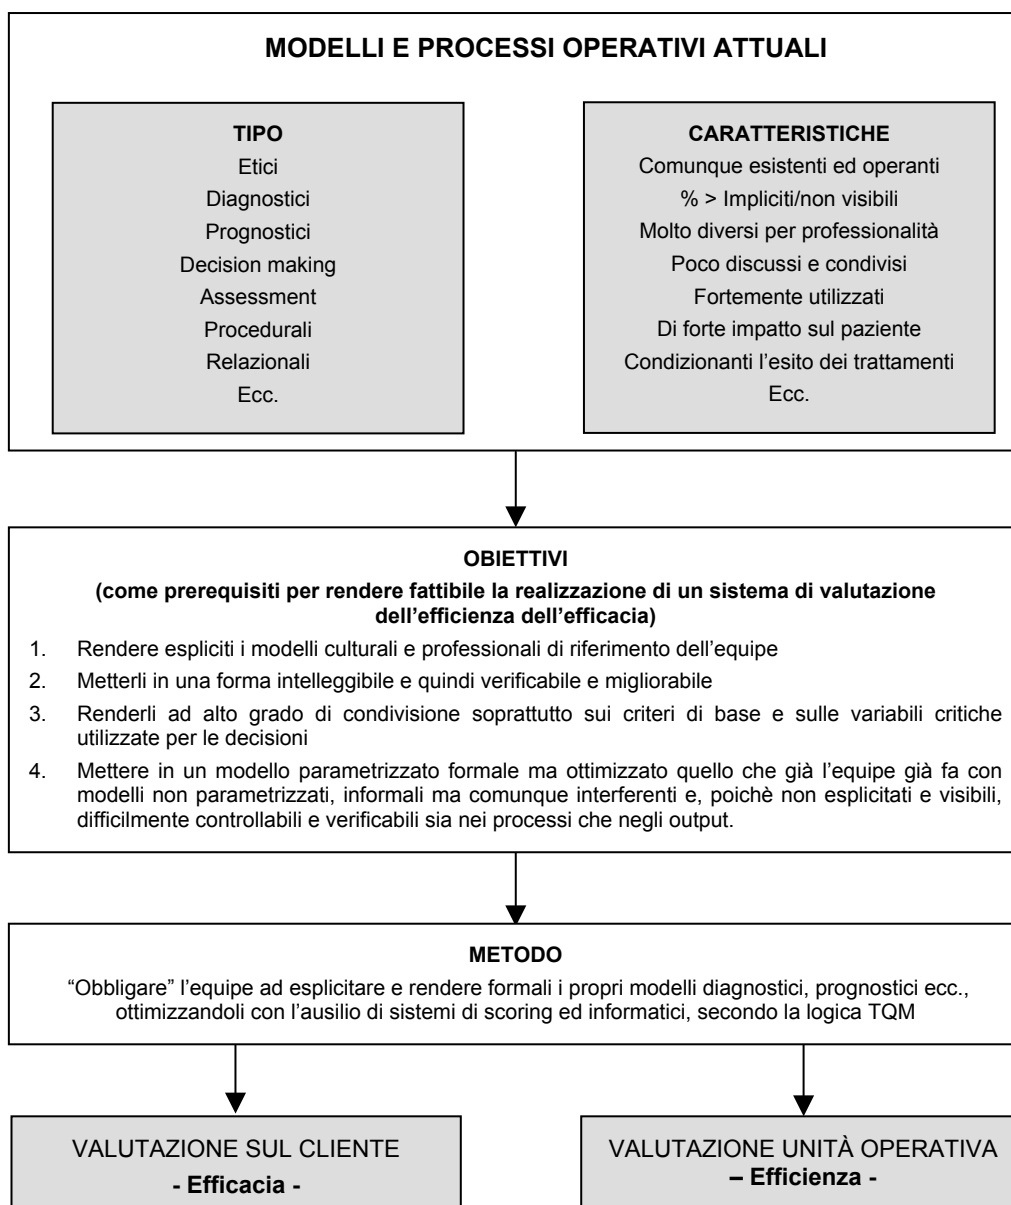 MODELLI E PROCESSI OPERATIVI ATTUALI
TIPO
Etici
Diagnostici
Prognostici
Decision making
Assessment
Procedurali
Relazionali
Ecc.
CARATTERISTICHE
Comunque esistenti ed operanti
% > Impliciti/non visibili
Molto diversi per professionalità
Poco discussi e condivisi
Fortemente utilizzati
Di forte impatto sul paziente
Condizionanti l’esito dei trattamenti
Ecc.
OBIETTIVI
(come prerequisiti per rendere fattibile la realizzazione di un sistema di valutazione
dell’efficienza dell’efficacia)
1. Rendere espliciti i modelli culturali e professionali di riferimento dell’equipe
2. Metterli in una forma intelleggibile e quindi verificabile e migliorabile
3. Renderli ad alto grado di condivisione soprattutto sui criteri di base e sulle variabili critiche
utilizzate per le decisioni
4. Mettere in un modello parametrizzato formale ma ottimizzato quello che già l’equipe già fa con
modelli non parametrizzati, informali ma comunque interferenti e, poichè non esplicitati e visibili,
difficilmente controllabili e verificabili sia nei processi che negli output.
METODO
“Obbligare” l’equipe ad esplicitare e rendere formali i propri modelli diagnostici, prognostici ecc.,
ottimizzandoli con l’ausilio di sistemi di scoring ed informatici, secondo la logica TQM
VALUTAZIONE SUL CLIENTE
- Efficacia -
VALUTAZIONE UNITÀ OPERATIVA
– Efficienza -